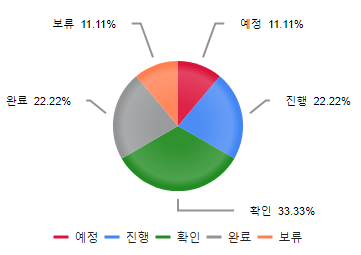 보류 11.11%
예정 11.11%
완료 22.22%
진행 22.22%
확인 33.33%
예정 진행 확인 완료 보류